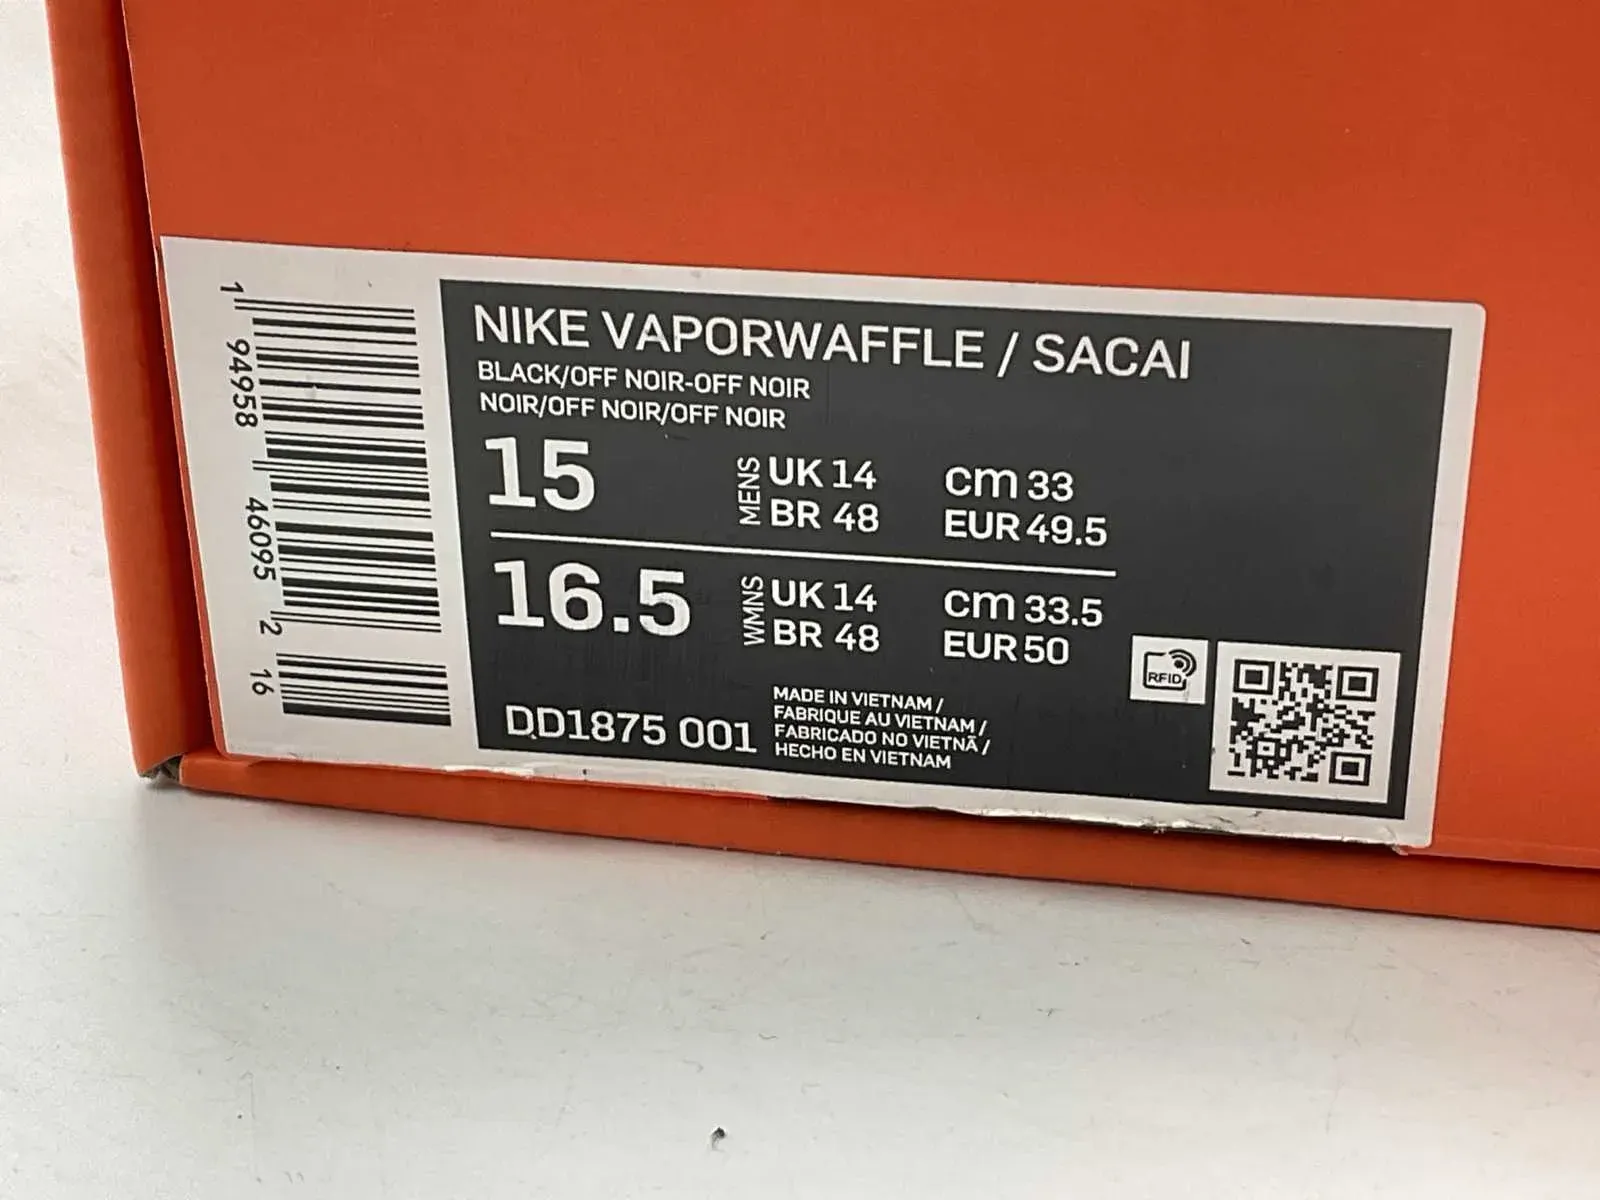 NIKE VAPORWAFFLE / SACAI
BLACK/OFF NOIR-OFF NOIR
NOIR/OFF NOIR/OFF NOIR
15 MENS UK 14 cm 33
BR 48 EUR 49.5
16.5 WMNS UK 14 cm 33.5
BR 48 EUR 50
DD1875 001
MADE IN VIETNAM /
FABRIQUE AU VIETNAM /
FABRICADO NO VIETNÃ /
HECHO EN VIETNAM
RFID
1 94958 46095 2 16